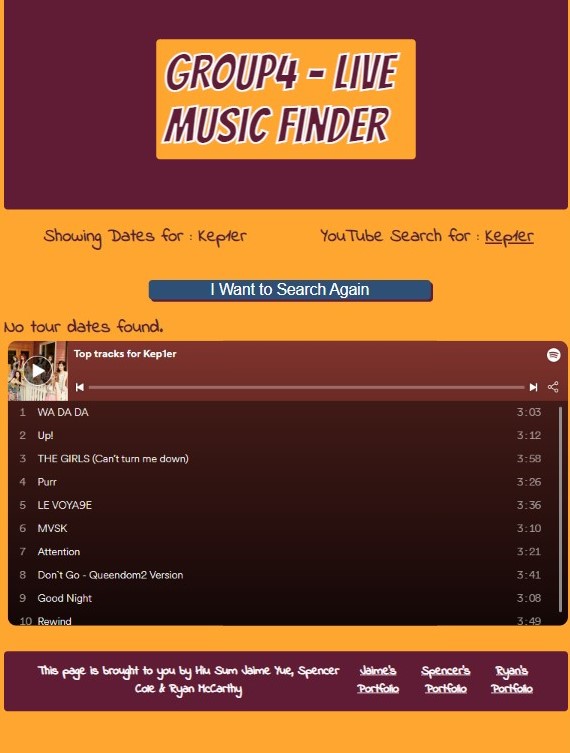 GROUP4 - LIVE
MUSIC FINDER
Showing Dates for : Kep1er
YouTube Search for : Kep1er
I Want to Search Again
No tour dates found.
Top tracks for Kep1er
1 WA DA DA 3:03
2 Up! 3:12
3 THE GIRLS (Can't turn me down) 3:58
4 Purr 3:26
5 LE VOYA9E 3:36
6 MVSK 3:10
7 Attention 3:21
8 Don't Go - Queendom2 Version 3:41
9 Good Night 3:08
10 Rewind 3:49
This page is brought to you by Hiu Sum Jaime Yue, Spencer
Cole & Ryan McCarthy
Jaime's
Portfolio
Spencer's
Portfolio
Ryan's
Portfolio